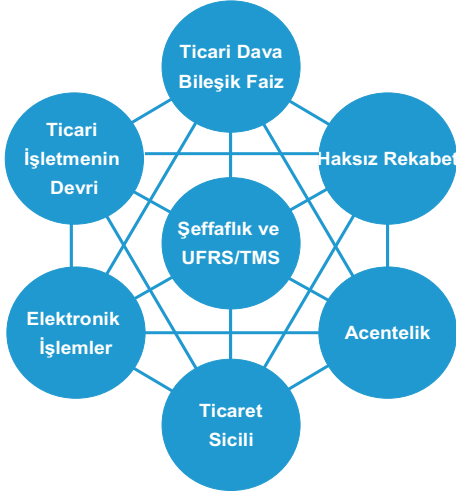 Ticari Dava
Bileşik Faiz
Ticari
İşletmenin
Devri
Haksız Rekabet
Şeffaflık ve
UFRS/TMS
Elektronik
İşlemler
Acentelik
Ticaret
Sicili